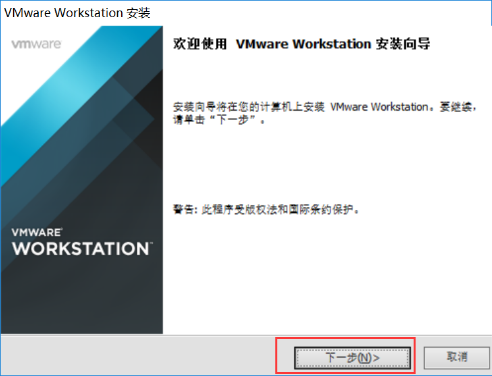 VMware Workstation 安装
vmware
欢迎使用 VMware Workstation 安装向导
安装向导将在您的计算机上安装 VMware Workstation。要继续，
请单击“下一步”。
警告: 此程序受版权法和国际条约保护。
VMWARE®
WORKSTATION™
下一步(N)>
取消